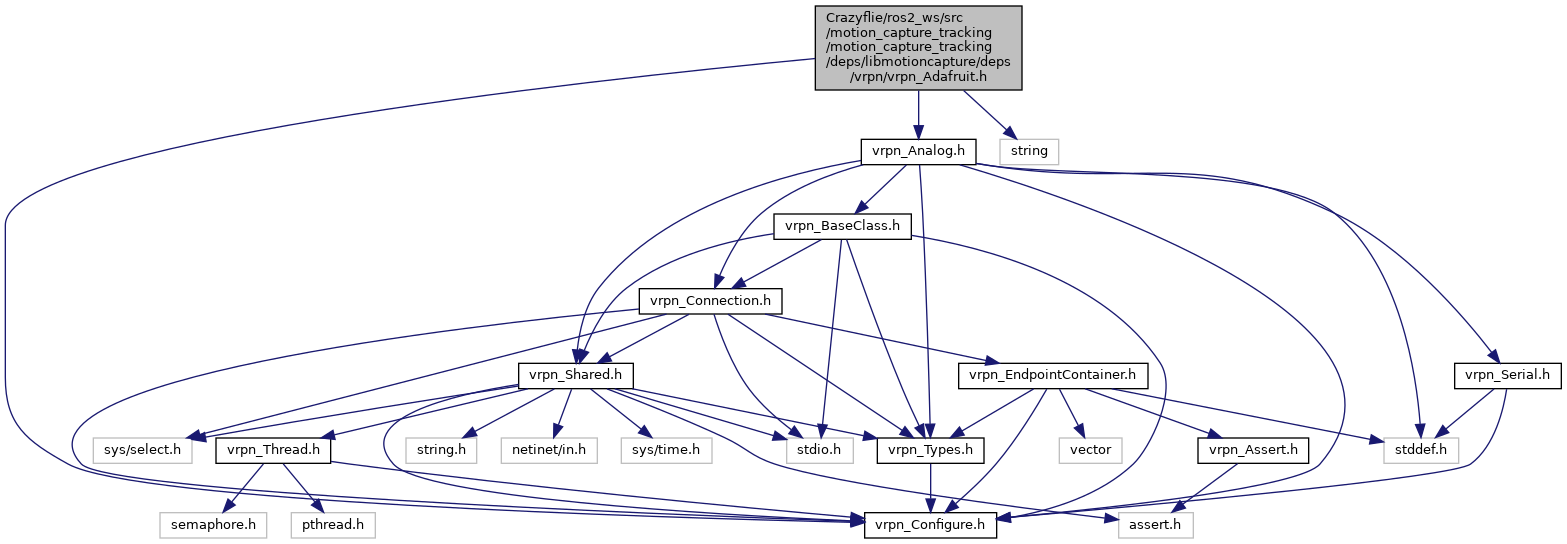 Crazyflie/ros2_ws/src
/motion_capture_tracking
/motion_capture_tracking
/deps/libmotioncapture/deps
/vrpn/vrpn_Adafruit.h
vrpn_Analog.h
string
vrpn_BaseClass.h
vrpn_Connection.h
vrpn_Shared.h
vrpn_EndpointContainer.h
vrpn_Serial.h
sys/select.h
vrpn_Thread.h
string.h
netinet/in.h
sys/time.h
stdio.h
vrpn_Types.h
vector
vrpn_Assert.h
stddef.h
semaphore.h
pthread.h
vrpn_Configure.h
assert.h